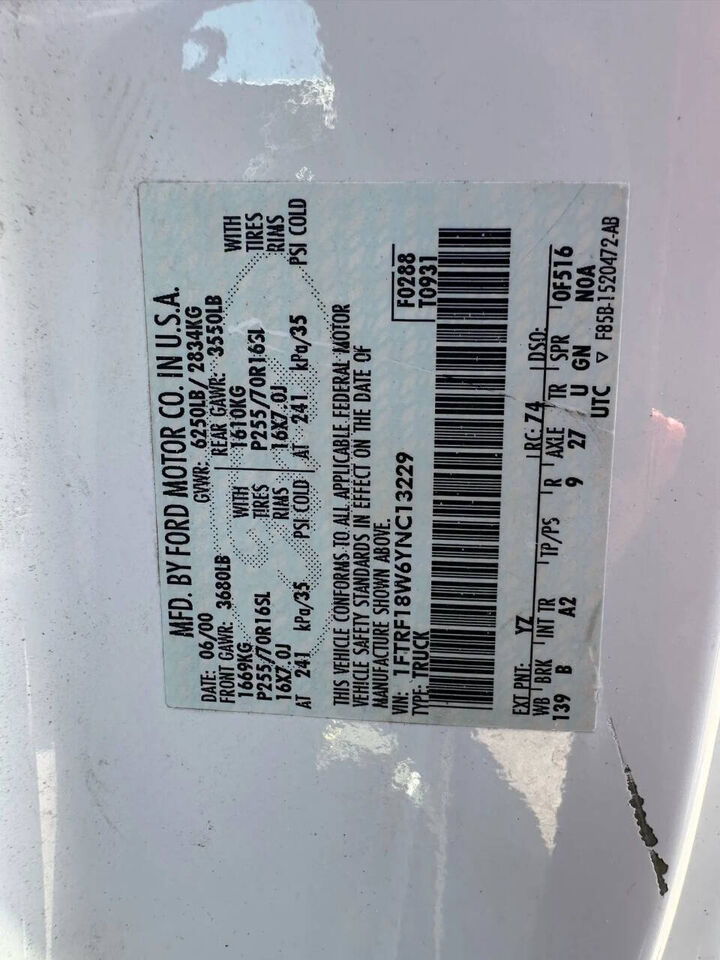 MFD. BY FORD MOTOR CO. IN U.S.A.
DATE: 06/00 GVWR: 6250LB/ 2834KG
FRONT GAWR: 3680LB REAR GAWR: 3550LB
1669KG WITH 1610KG WITH
P255/70R16SL TIRES P255/70R16SL TIRES
16X7.0J RIMS 16X7.0J RIMS
AT 241 kPa/35 PSI COLD AT 241 kPa/35 PSI COLD
THIS VEHICLE CONFORMS TO ALL APPLICABLE FEDERAL MOTOR
VEHICLE SAFETY STANDARDS IN EFFECT ON THE DATE OF
MANUFACTURE SHOWN ABOVE.
VIN: 1FTRF18W6YNC13229 F0288
TYPE: TRUCK T0931
EXT PNT: YZ RC: 74 DSO:
WB BRK INT TR TP/PS R AXLE TR SPR 0F516
139 B A2 9 27 U GN N0A
UTC ▽ F85B-1520472-AB